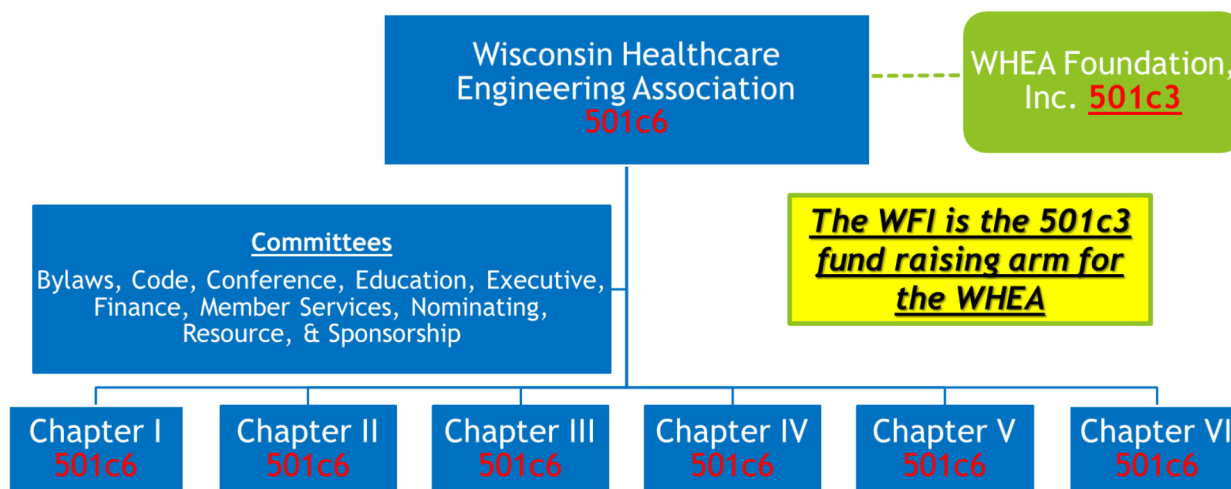 Wisconsin Healthcare
Engineering Association
501c6
WHEA Foundation,
Inc. 501c3
Committees
Bylaws, Code, Conference, Education, Executive,
Finance, Member Services, Nominating,
Resource, & Sponsorship
The WFI is the 501c3
fund raising arm for
the WHEA
Chapter I
501c6
Chapter II
501c6
Chapter III
501c6
Chapter IV
501c6
Chapter V
501c6
Chapter VI
501c6